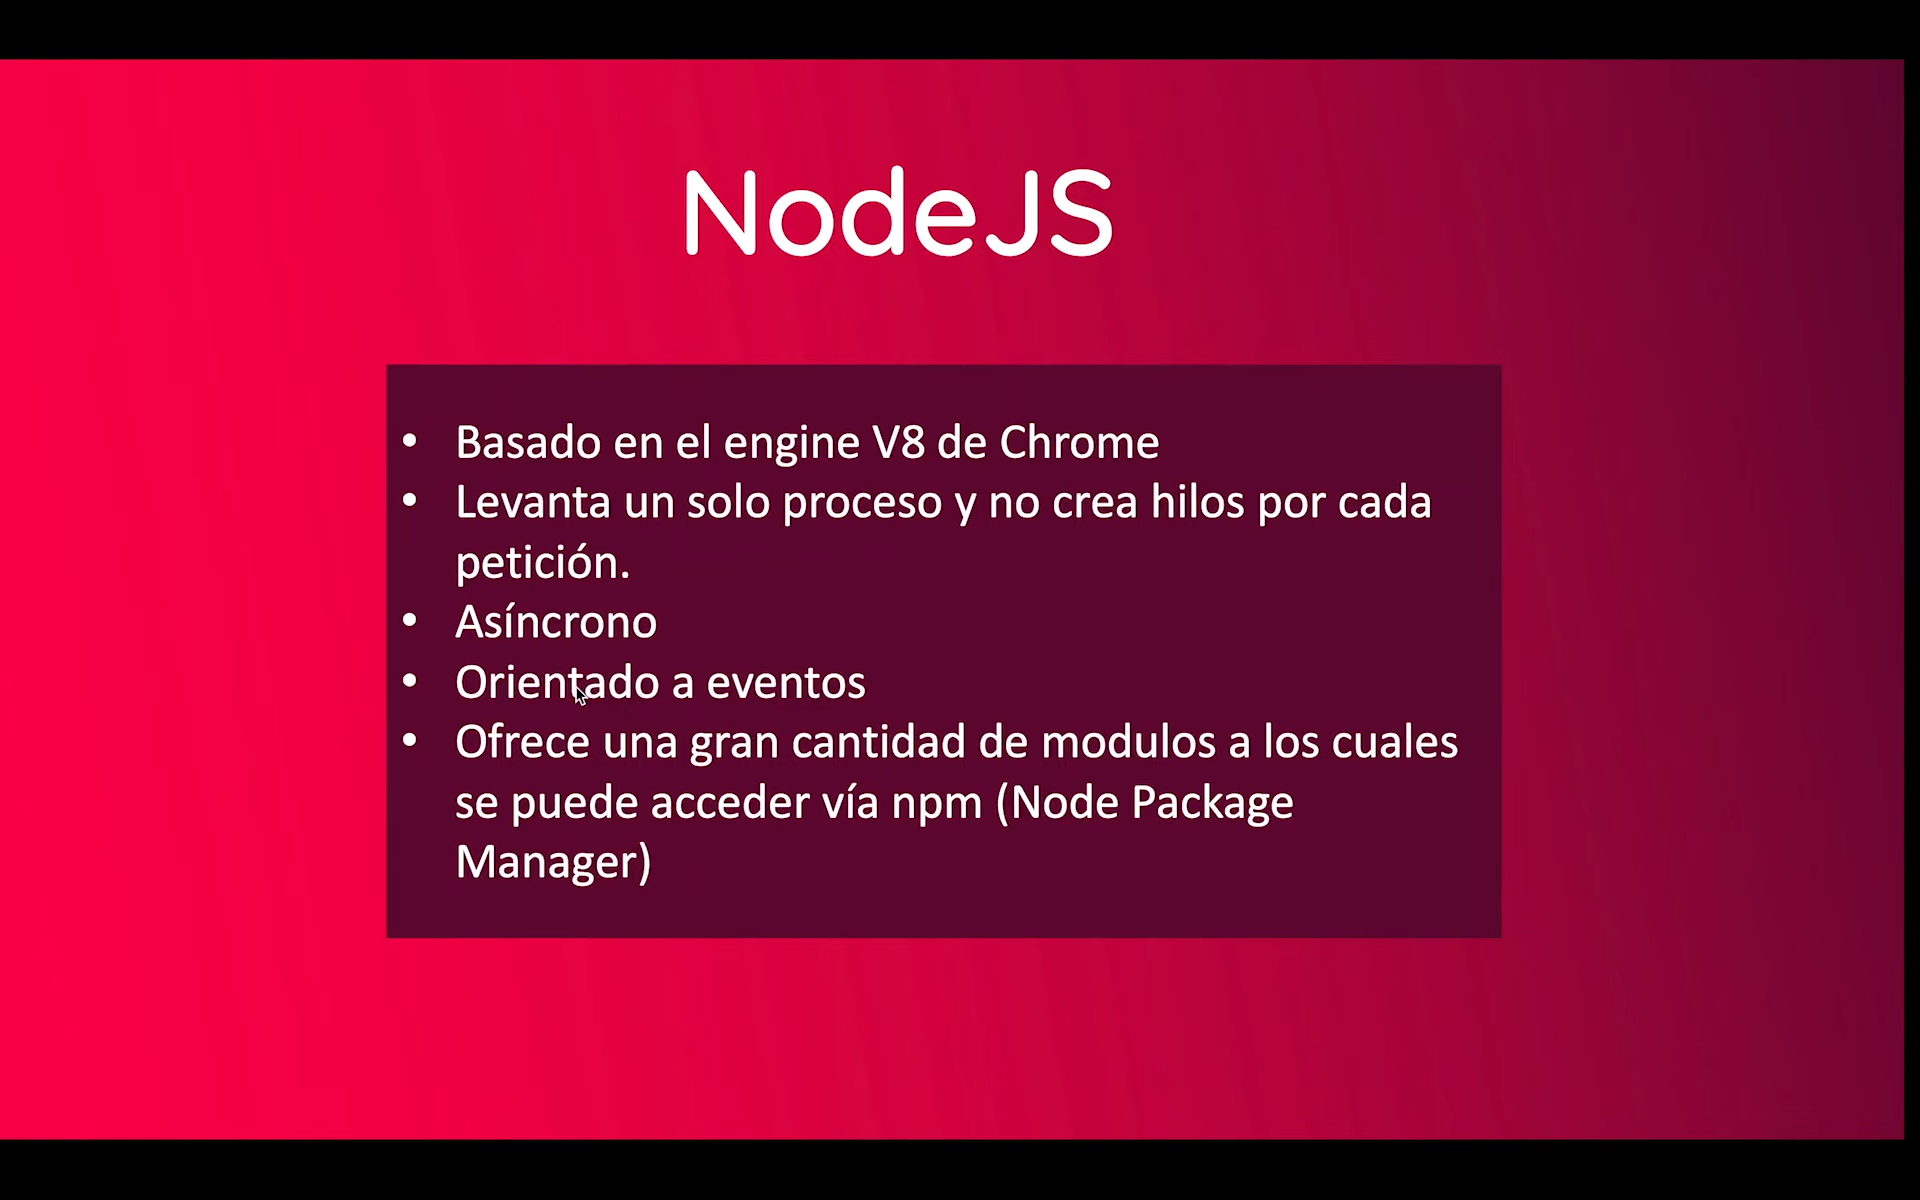 NodeJS
• Basado en el engine V8 de Chrome
• Levanta un solo proceso y no crea hilos por cada
petición.
• Asíncrono
• Orientado a eventos
• Ofrece una gran cantidad de modulos a los cuales
se puede acceder vía npm (Node Package
Manager)